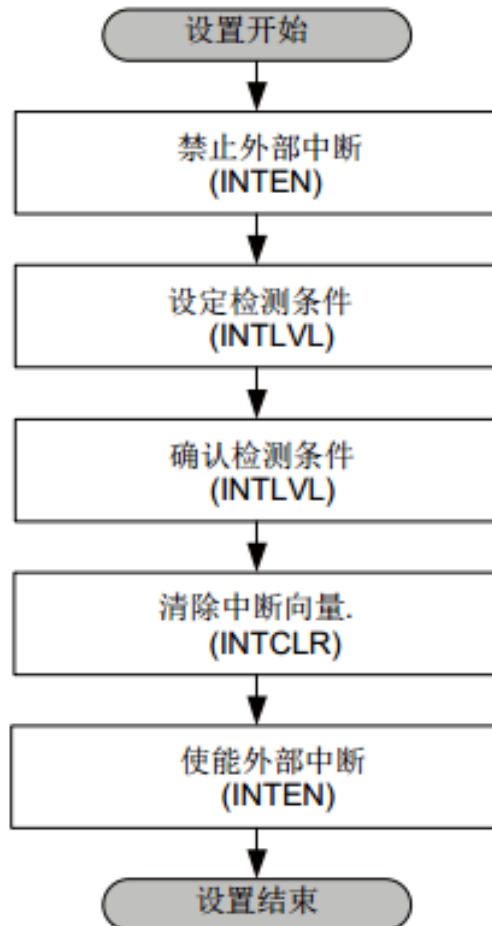 设置开始
禁止外部中断
(INTEN)
设定检测条件
(INTLVL)
确认检测条件
(INTLVL)
清除中断向量.
(INTCLR)
使能外部中断
(INTEN)
设置结束